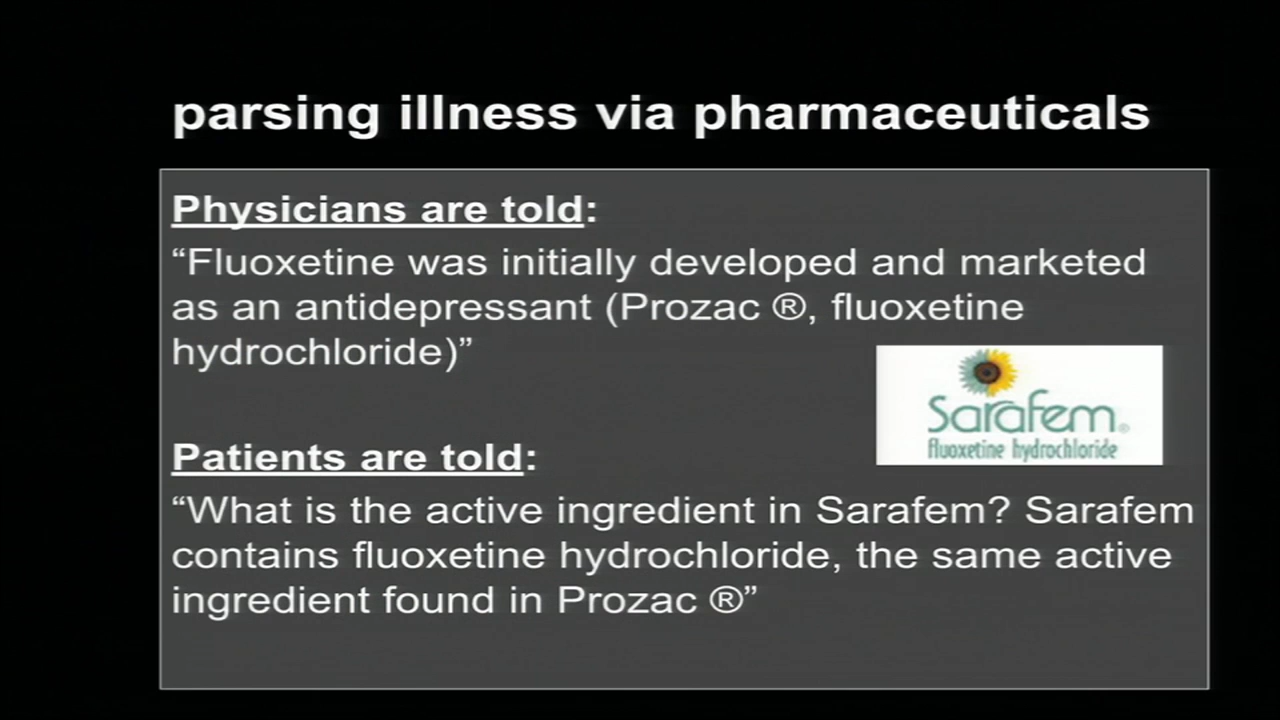 parsing illness via pharmaceuticals
Physicians are told:
“Fluoxetine was initially developed and marketed
as an antidepressant (Prozac ®, fluoxetine
hydrochloride)”
Sarafem®
fluoxetine hydrochloride
Patients are told:
“What is the active ingredient in Sarafem? Sarafem
contains fluoxetine hydrochloride, the same active
ingredient found in Prozac ®”